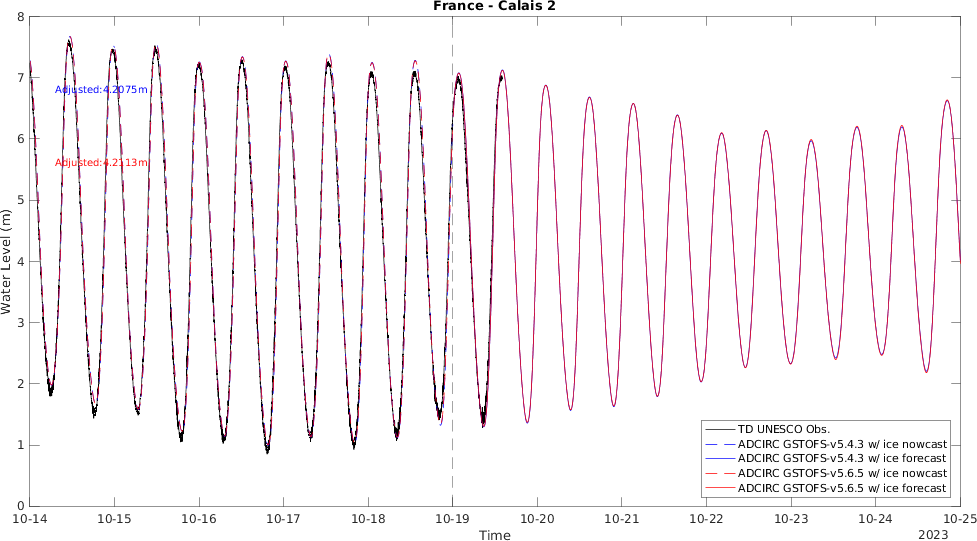 France - Calais 2
8
7
6
5
4
3
2
1
0
Water Level (m)
Adjusted:4.2075m
Adjusted:4.2113m
TD UNESCO Obs.
ADCIRC GSTOFS-v5.4.3 w/ ice nowcast
ADCIRC GSTOFS-v5.4.3 w/ ice forecast
ADCIRC GSTOFS-v5.6.5 w/ ice nowcast
ADCIRC GSTOFS-v5.6.5 w/ ice forecast
10-14 10-15 10-16 10-17 10-18 10-19 10-20 10-21 10-22 10-23 10-24 10-25
Time
2023